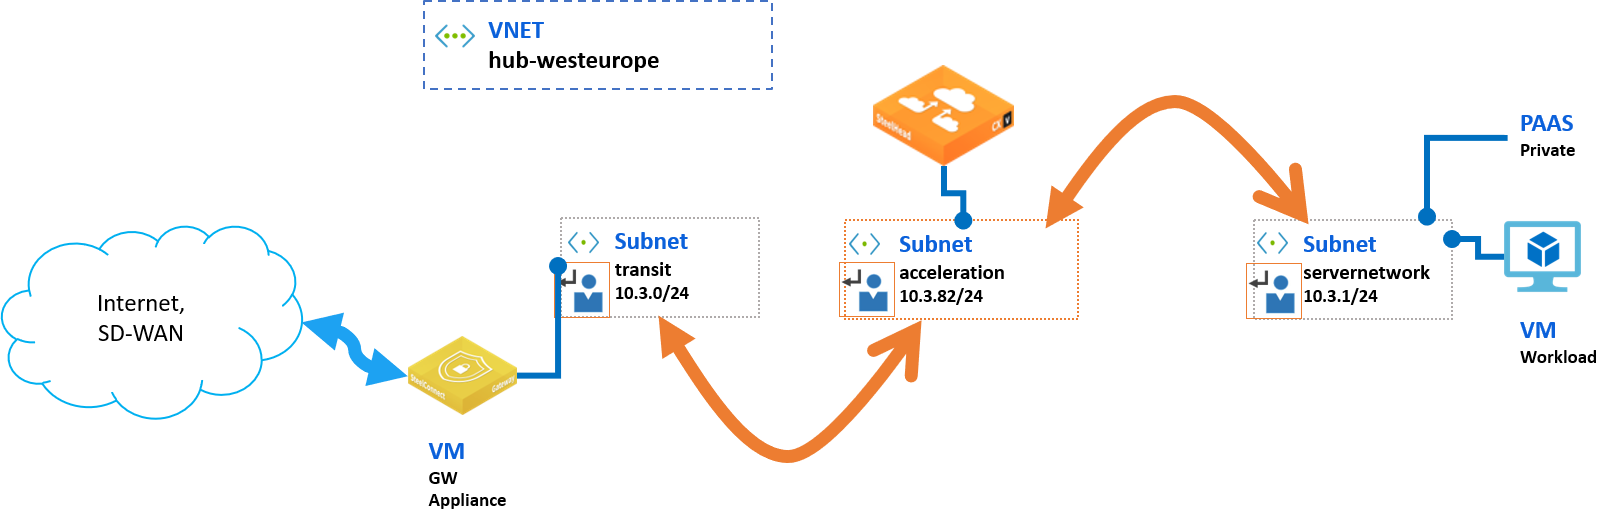 VNET
hub-westeurope
SteelHead
CX V
PAAS
Private
Subnet
transit
10.3.0/24
Subnet
acceleration
10.3.82/24
Subnet
servernetwork
10.3.1/24
Internet,
SD-WAN
SteelConnect
Gateway
VM
Workload
VM
GW
Appliance